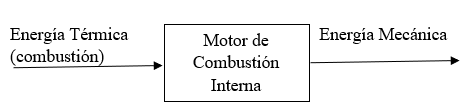 Energía Térmica
(combustión)
Motor de
Combustión
Interna
Energía Mecánica